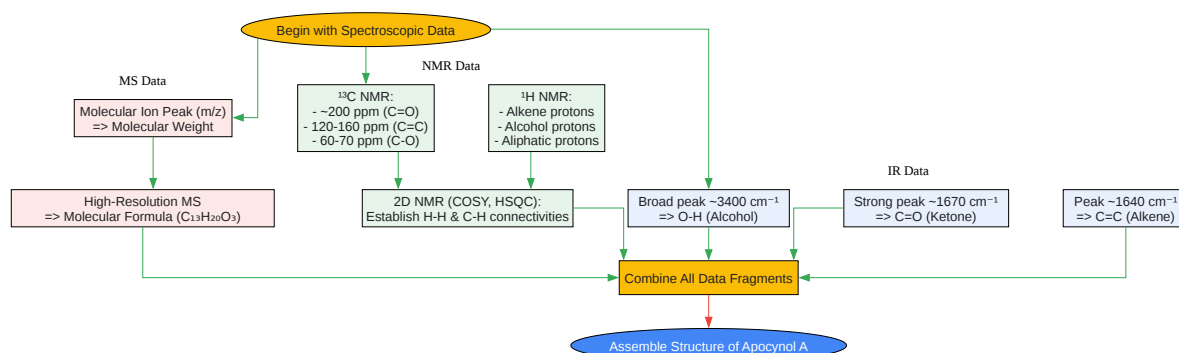 Begin with Spectroscopic Data
NMR Data
MS Data
¹³C NMR:
- ~200 ppm (C=O)
- 120-160 ppm (C=C)
- 60-70 ppm (C-O)
¹H NMR:
- Alkene protons
- Alcohol protons
- Aliphatic protons
Molecular Ion Peak (m/z)
=> Molecular Weight
IR Data
High-Resolution MS
=> Molecular Formula (C₁₃H₂₀O₃)
2D NMR (COSY, HSQC):
Establish H-H & C-H connectivities
Broad peak ~3400 cm⁻¹
=> O-H (Alcohol)
Strong peak ~1670 cm⁻¹
=> C=O (Ketone)
Peak ~1640 cm⁻¹
=> C=C (Alkene)
Combine All Data Fragments
Assemble Structure of Apocynol A